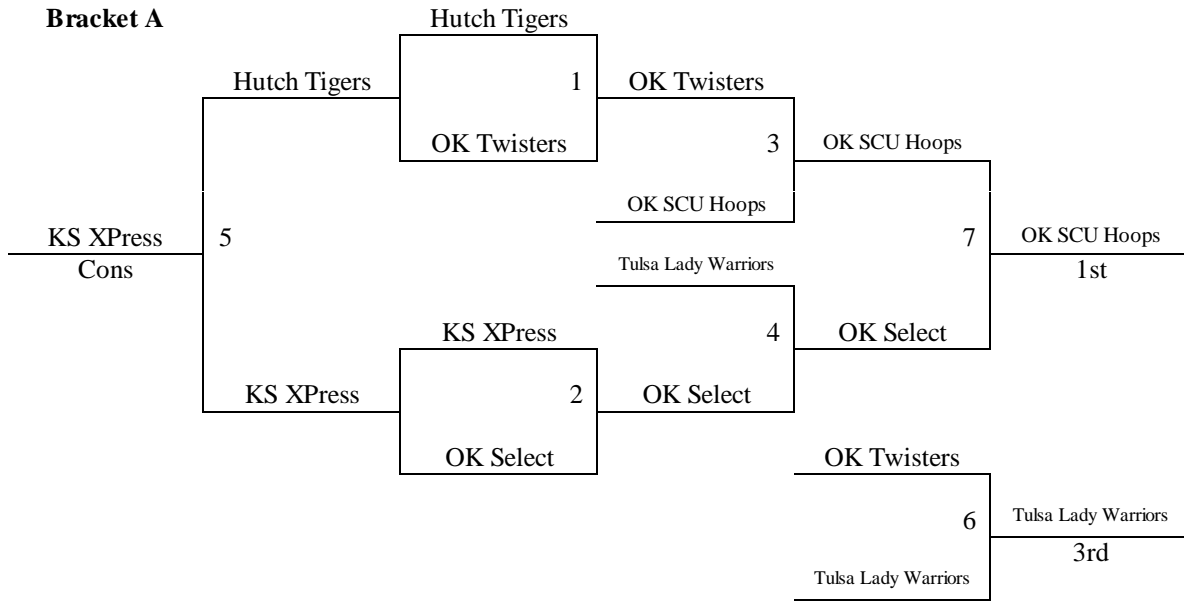 Bracket A
Hutch Tigers
Hutch Tigers
1
OK Twisters
OK Twisters
3
OK SCU Hoops
OK SCU Hoops
KS XPress
5
7
OK SCU Hoops
Cons
Tulsa Lady Warriors
1st
KS XPress
4
OK Select
KS XPress
2
OK Select
OK Select
OK Twisters
6
Tulsa Lady Warriors
3rd
Tulsa Lady Warriors